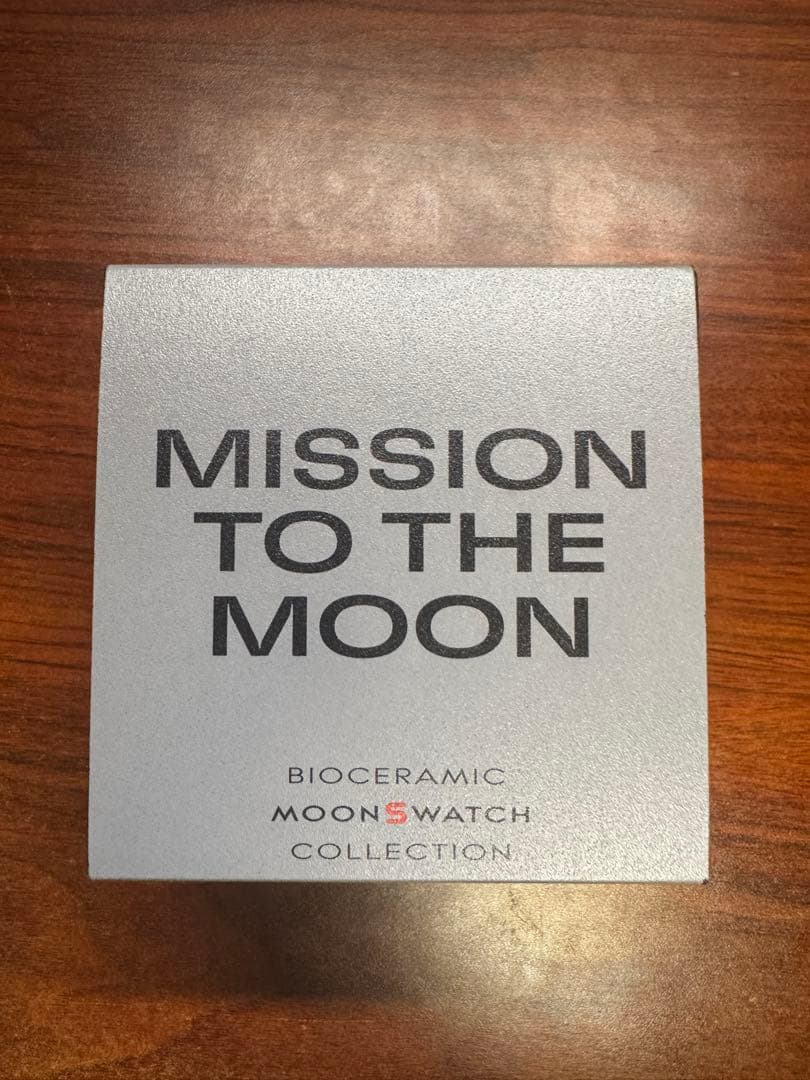 MISSION
TO THE
MOON
BIOCERAMIC
MOONSWATCH
COLLECTION